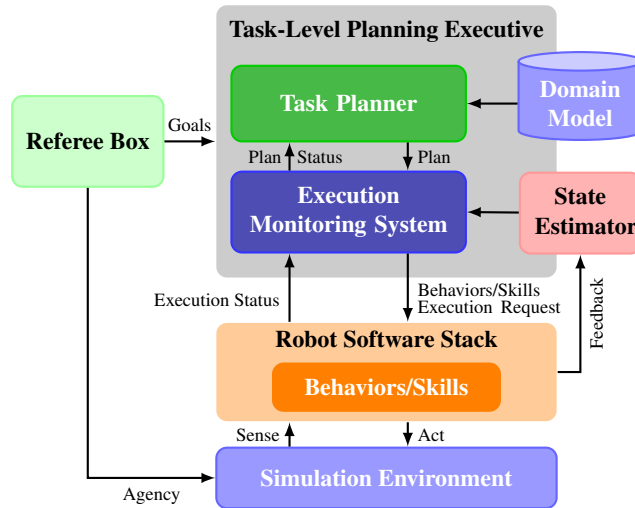 Task-Level Planning Executive
Task Planner
Domain
Model
Goals
Referee Box
Plan Status
Plan
Execution
Monitoring System
State
Estimator
Execution Status
Behaviors/Skills
Execution Request
Feedback
Robot Software Stack
Behaviors/Skills
Sense
Act
Simulation Environment
Agency